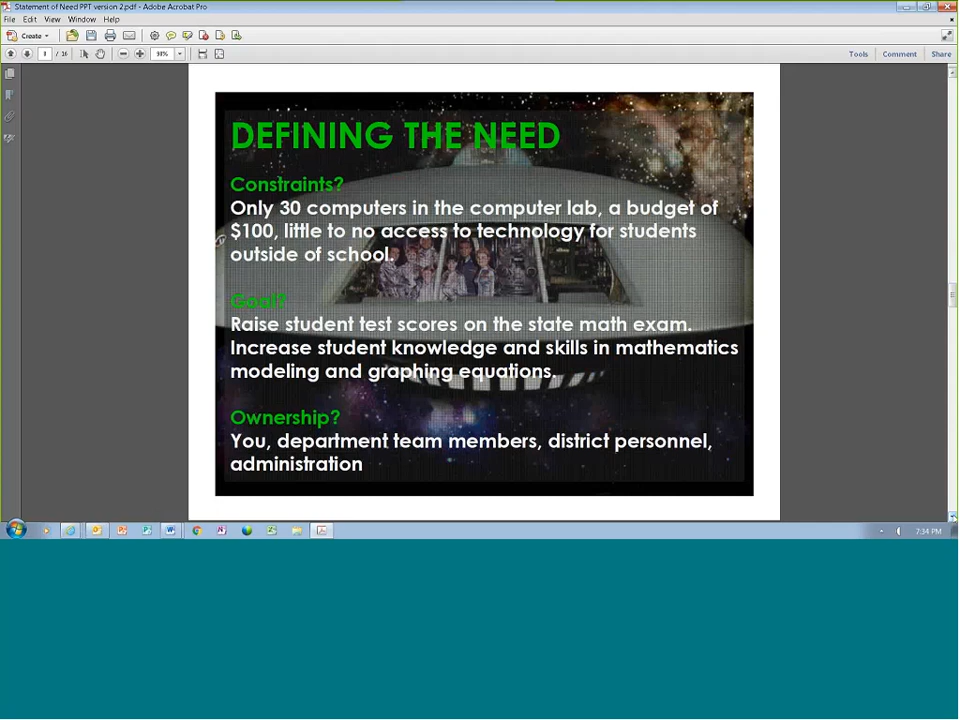 Statement of Need PPT version 2.pdf - Adobe Acrobat Pro
File Edit View Window Help
Create
/ 16
Tools Comment Share
DEFINING THE NEED
Constraints?
Only 30 computers in the computer lab, a budget of
$100, little to no access to technology for students
outside of school.
Goal?
Raise student test scores on the state math exam.
Increase student knowledge and skills in mathematics
modeling and graphing equations.
Ownership?
You, department team members, district personnel,
administration
7:34 PM